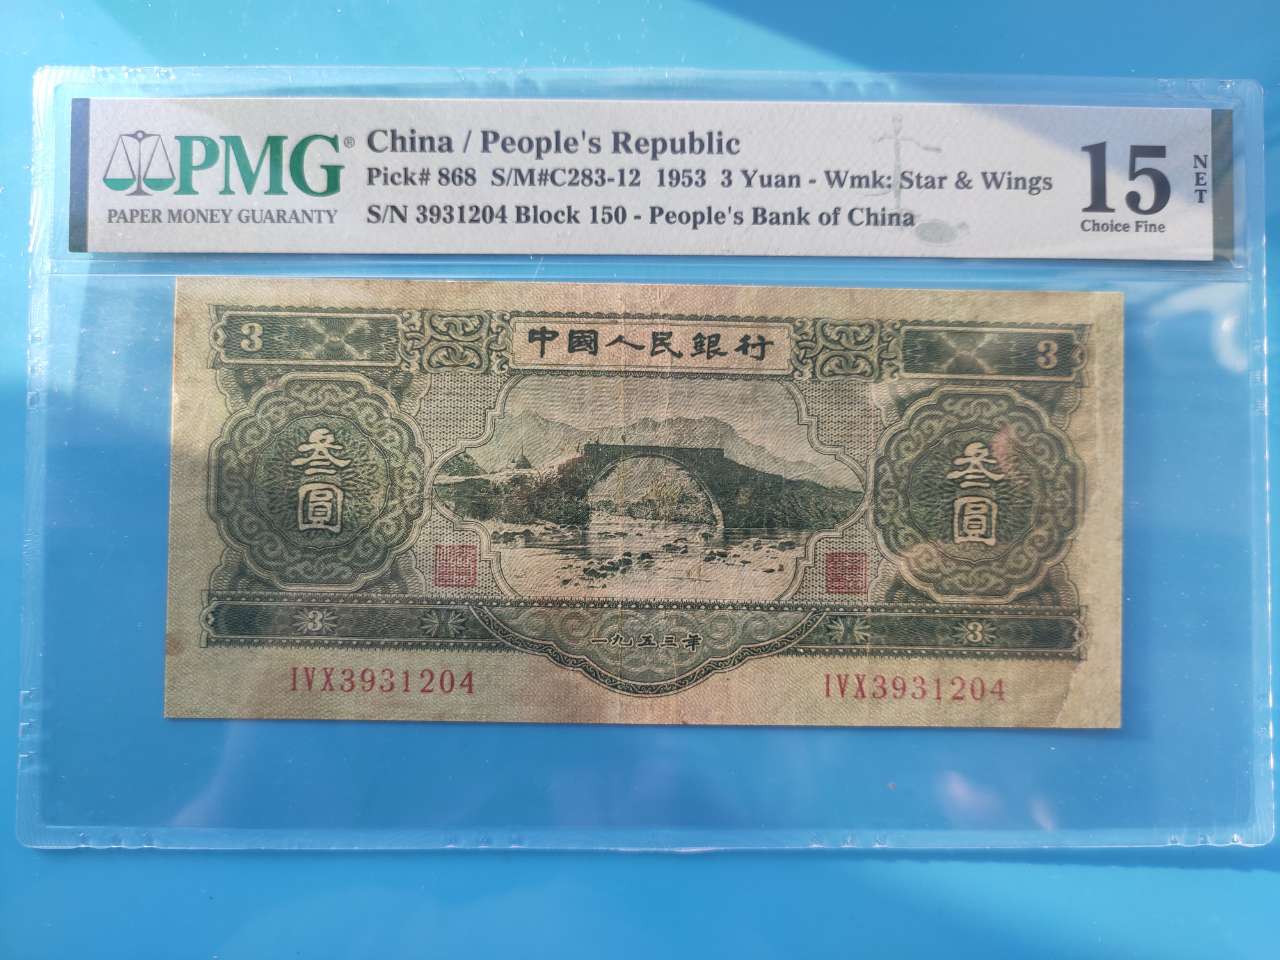 PMG®
PAPER MONEY GUARANTY
China / People's Republic
Pick# 868 S/M#C283-12 1953 3 Yuan - Wmk: Star & Wings
S/N 3931204 Block 150 - People's Bank of China
15 NET
Choice Fine
3 中國人民銀行 3
叁圓 叁圓
3 一九五三年 3
IVX3931204 IVX3931204